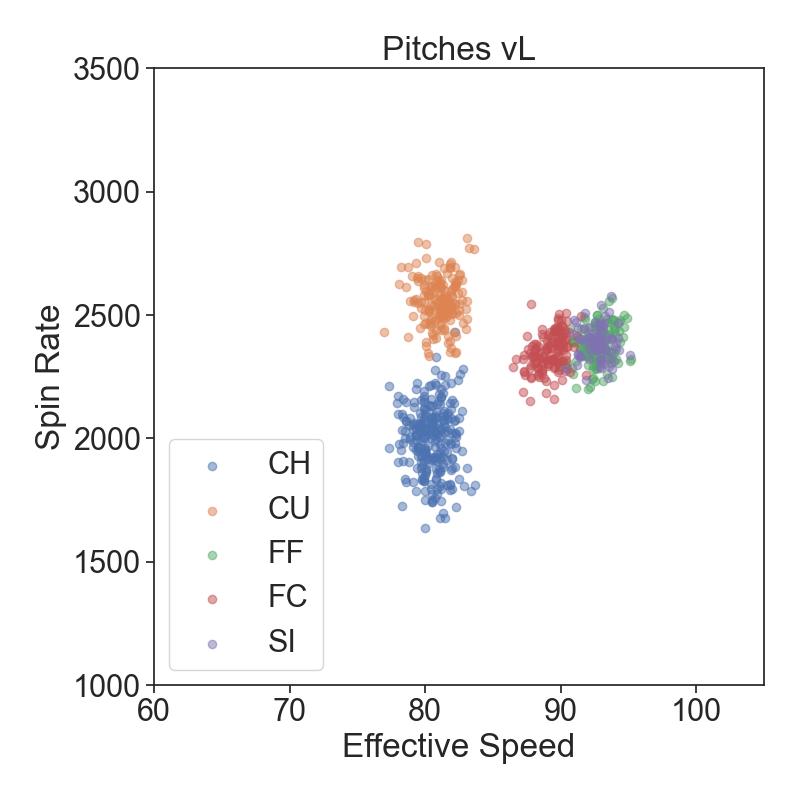 Pitches vL
3500
3000
2500
2000
1500
1000
Spin Rate
CH
CU
FF
FC
SI
60 70 80 90 100
Effective Speed